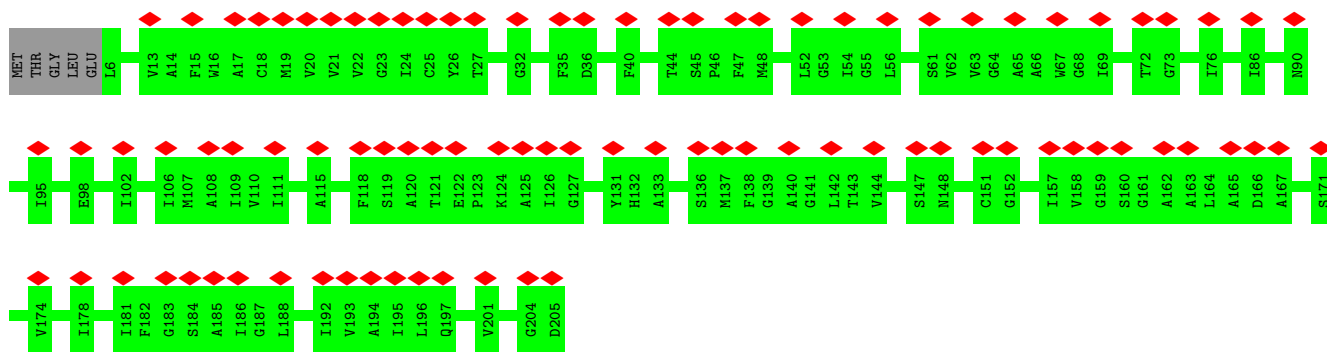 MET THR GLY LEU GLU L6 V13 A14 F15 W16 A17 C18 M19 V20 V21 V22 G23 I24 C25 Y26 T27 G32 F35 D36 F40 T44 S45 P46 F47 M48 L52 G53 I54 G55 L56 S61 V62 V63 G64 A65 A66 W67 G68 I69 T72 G73 I76 I86 N90
I95 E98 I102 I106 M107 A108 I109 V110 I111 A115 F118 S119 A120 T121 E122 P123 K124 A125 I126 G127 Y131 H132 A133 S136 M137 F138 G139 A140 G141 L142 T143 V144 S147 N148 C151 G152 I157 V158 G159 S160 G161 A162 A163 L164 A165 D166 A167 S171
V174 I178 I181 F182 G183 S184 A185 I186 G187 L188 I192 V193 A194 I195 L196 Q197 V201 G204 D205